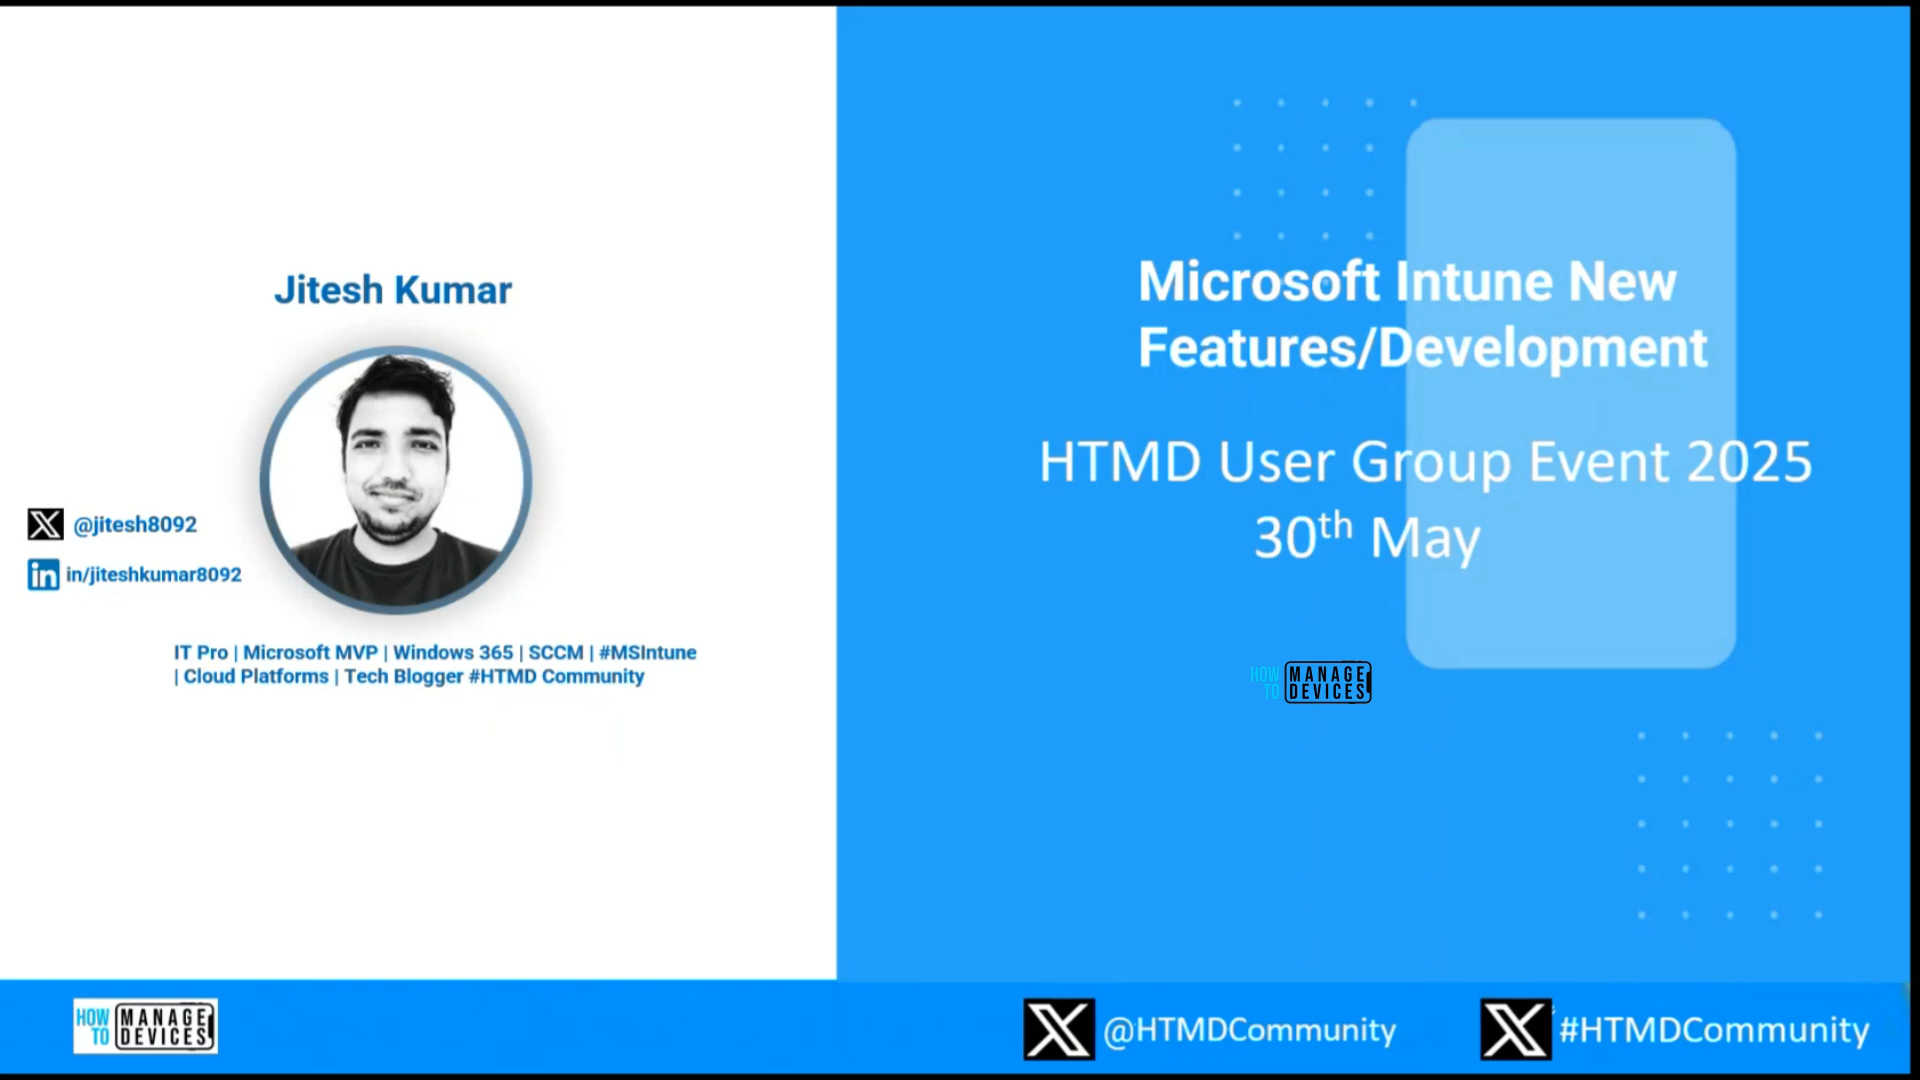 Jitesh Kumar
@jitesh8092
in/jiteshkumar8092
IT Pro | Microsoft MVP | Windows 365 | SCCM | #MSIntune
| Cloud Platforms | Tech Blogger #HTMD Community
Microsoft Intune New
Features/Development
HTMD User Group Event 2025
30th May
HOW TO MANAGE DEVICES
HOW TO MANAGE DEVICES
@HTMDCommunity
#HTMDCommunity